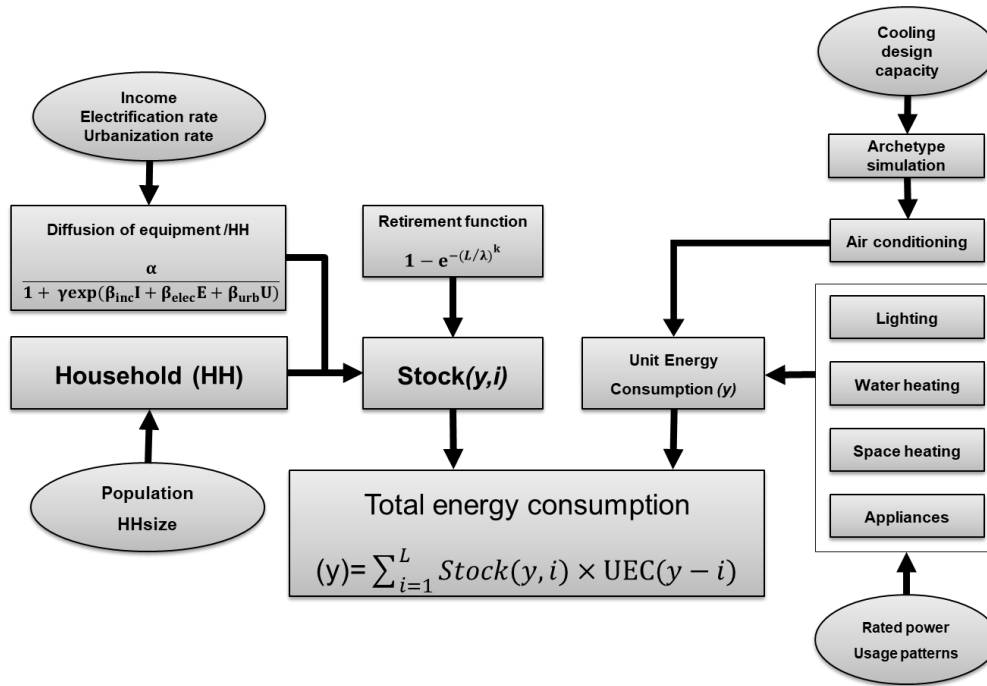 Cooling
design
capacity
Income
Electrification rate
Urbanization rate
Archetype
simulation
Diffusion of equipment /HH
α
1 + γexp(β_inc I + β_elec E + β_urb U)
Retirement function
1 − e^−(L/λ)^k
Air conditioning
Lighting
Household (HH)
Stock(y,i)
Unit Energy
Consumption (y)
Water heating
Space heating
Appliances
Population
HHsize
Total energy consumption
(y)= ∑_{i=1}^{L} Stock(y, i) × UEC(y − i)
Rated power
Usage patterns